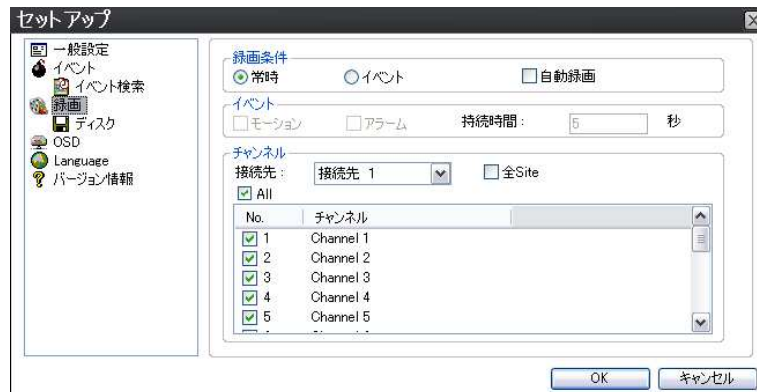 セットアップ
一般設定
イベント
イベント検索
録画
ディスク
OSD
Language
バージョン情報
録画条件
常時 イベント 自動録画
イベント
モーション アラーム 持続時間: 5 秒
チャンネル
接続先: 接続先 1 全Site
All
No. チャンネル
1 Channel 1
2 Channel 2
3 Channel 3
4 Channel 4
5 Channel 5
OK キャンセル